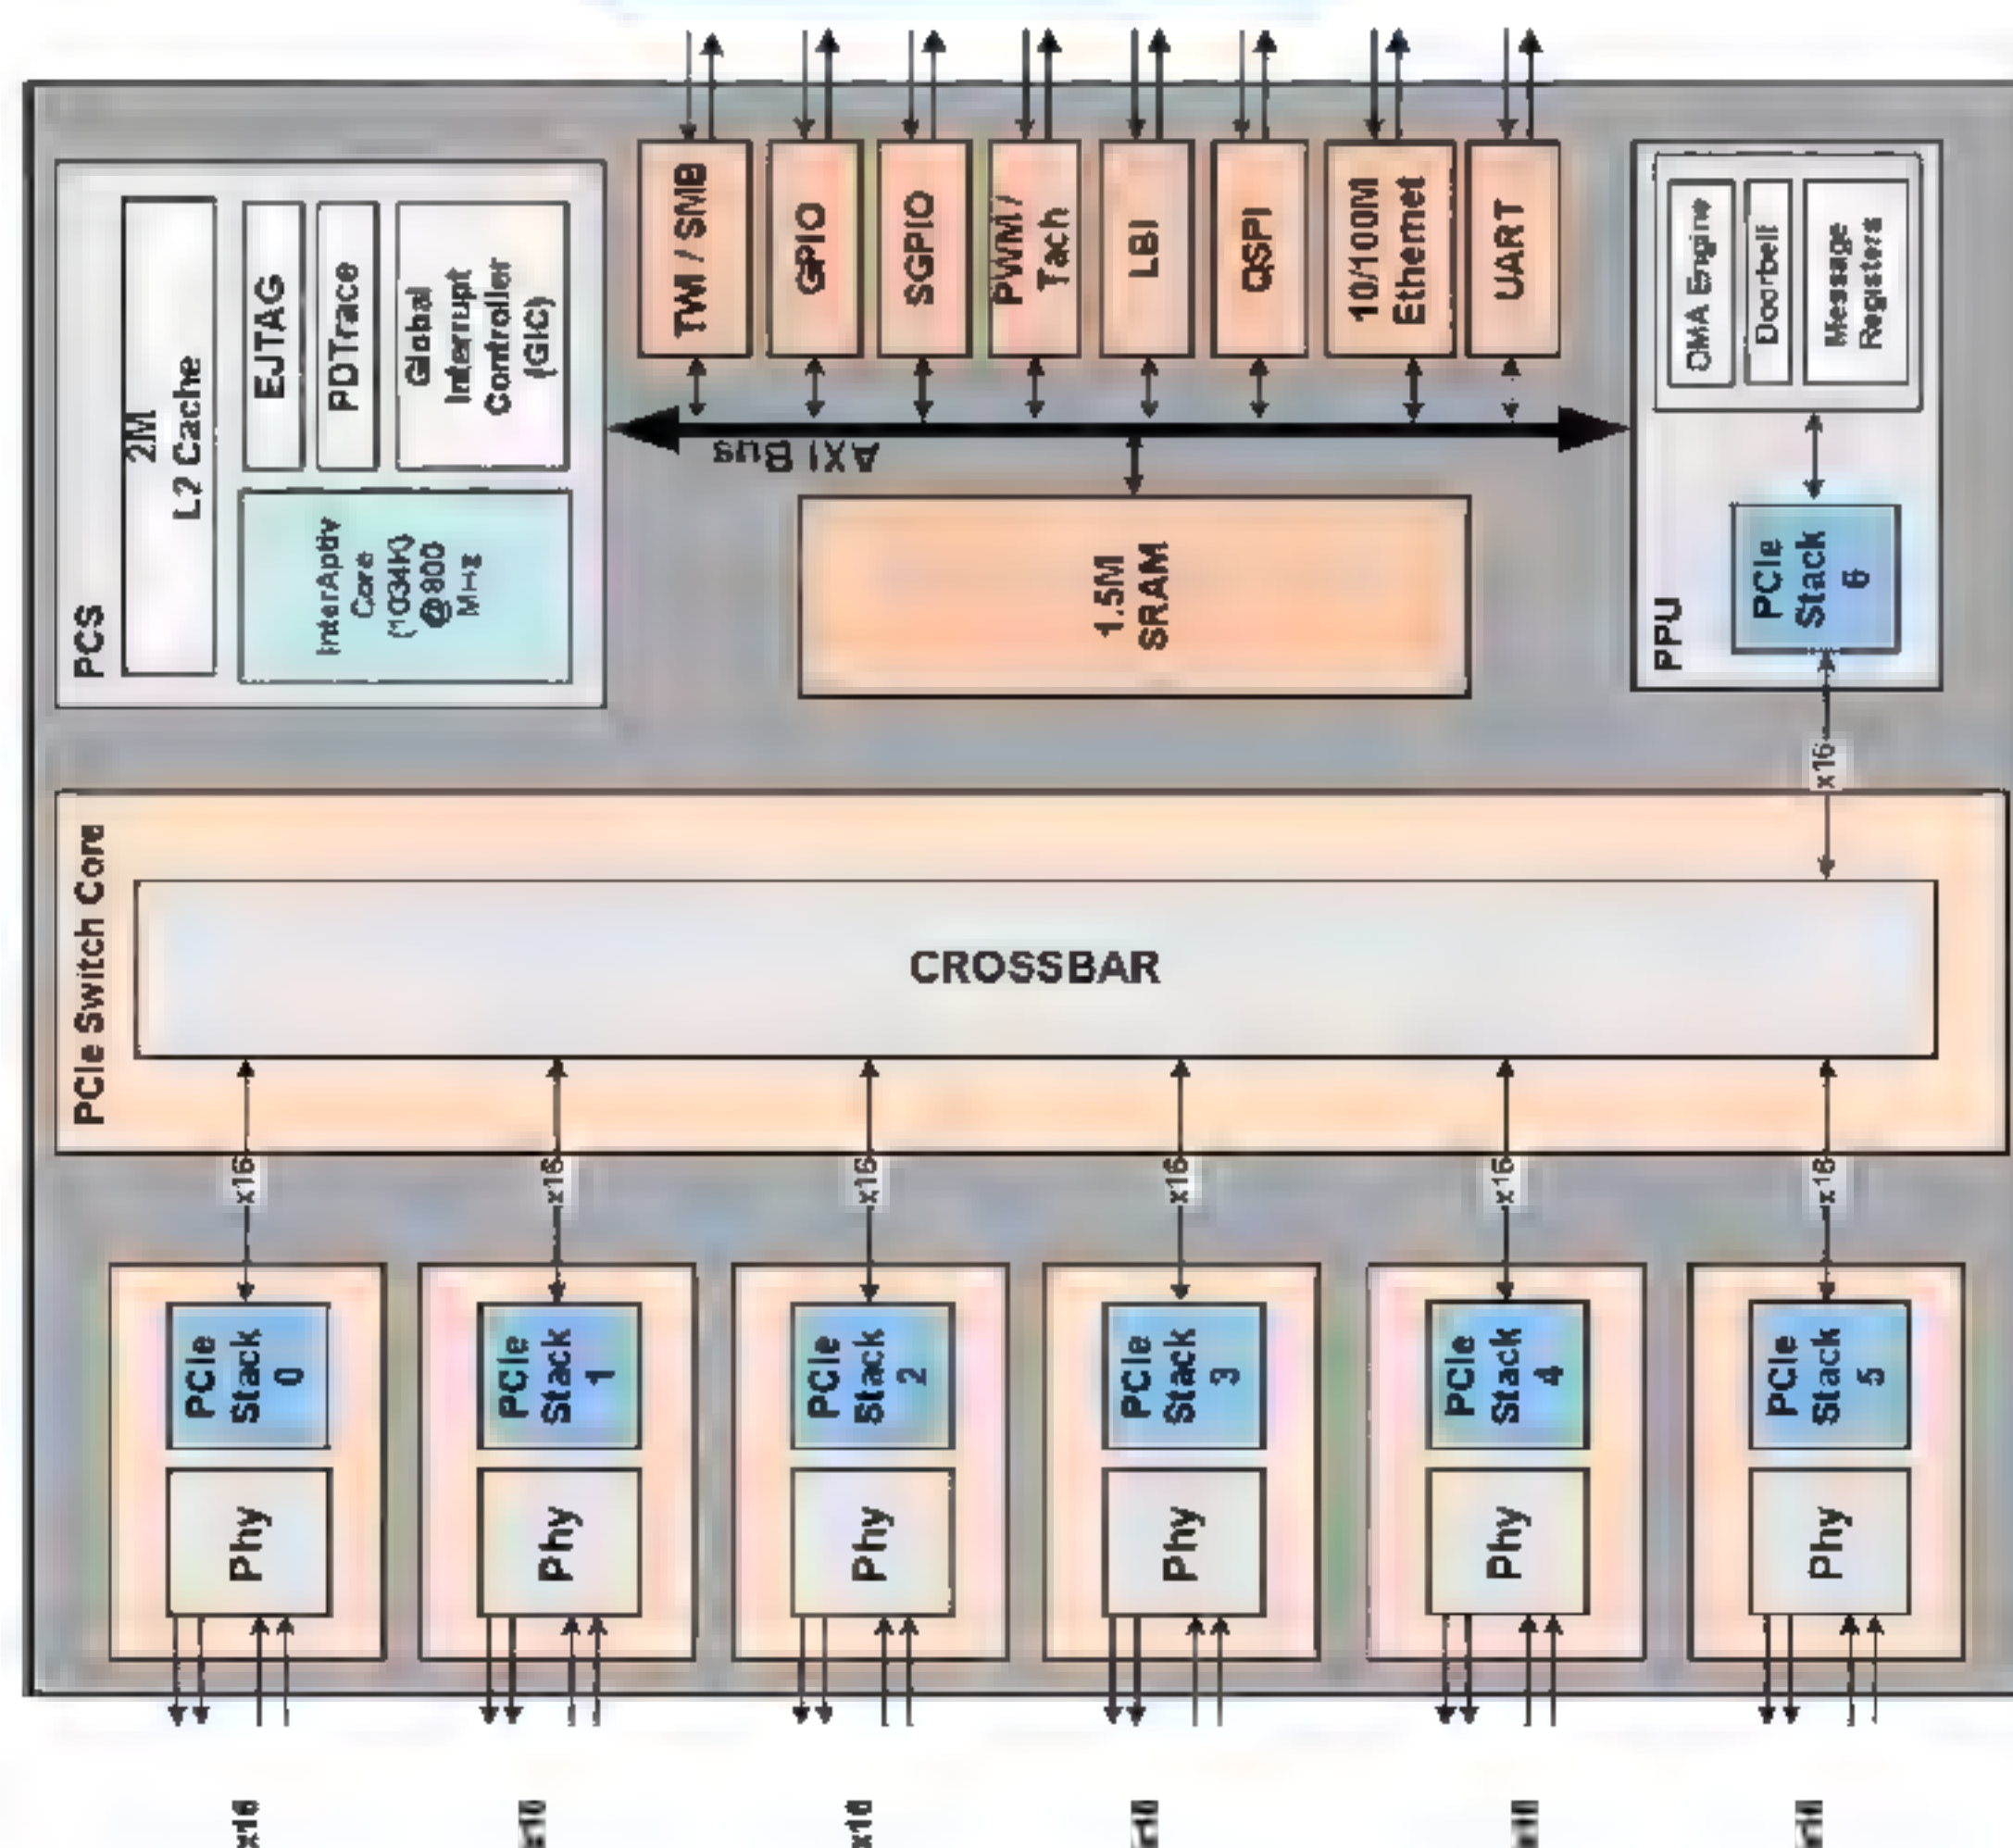 PCS
2M
L2 Cache
EJTAG
PDTrace
Global
Interrupt
Controller
(GIC)
InterAptiv
Core
(1034K)
@800
MHz
TWI / SMB
GPIO
SGPIO
PWM /
Tach
LBI
QSPI
10/100M
Ethernet
UART
AXI Bus
1.5M
SRAM
PPU
DMA Engine
Doorbell
Message
Registers
PCIe
Stack
6
x16
PCIe Switch Core
CROSSBAR
x16
x16
x16
x16
x16
x16
PCIe
Stack
0
PCIe
Stack
1
PCIe
Stack
2
PCIe
Stack
3
PCIe
Stack
4
PCIe
Stack
5
Phy
Phy
Phy
Phy
Phy
Phy
x16
x16